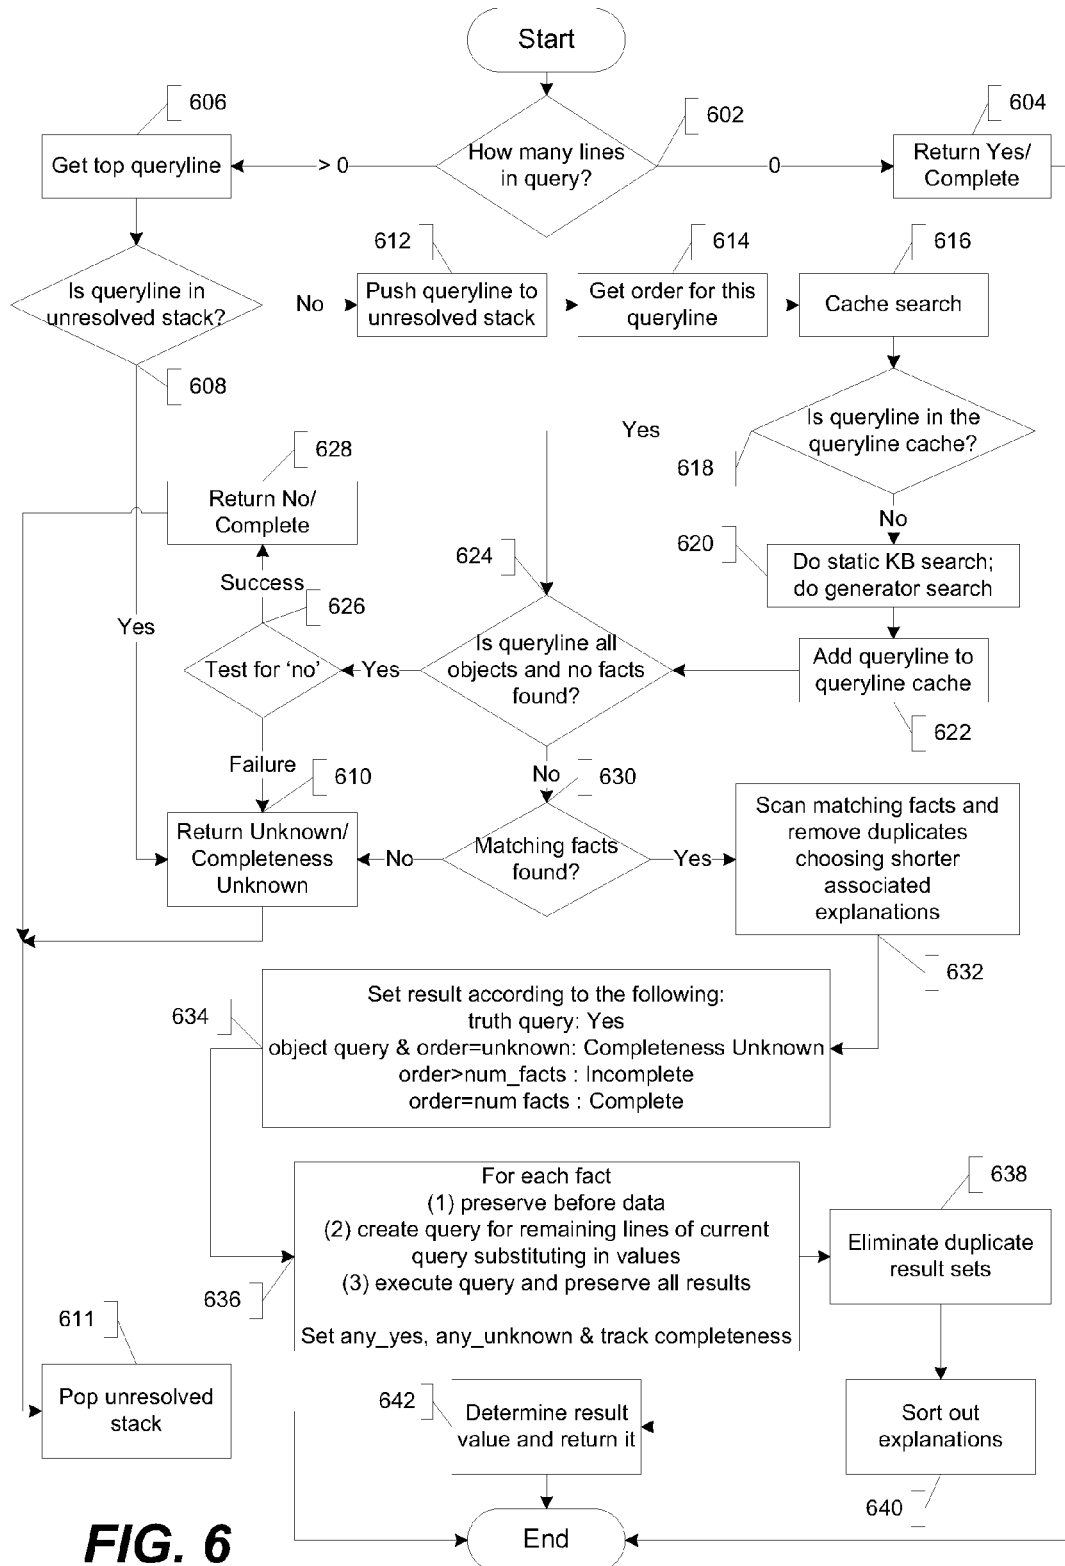 Start
606
602
604
Get top queryline
> 0
How many lines
in query?
0
Return Yes/
Complete
612
614
616
Is queryline in
unresolved stack?
No
Push queryline to
unresolved stack
Get order for this
queryline
Cache search
608
Is queryline in the
queryline cache?
Yes
618
628
Return No/
Complete
No
620
Do static KB search;
do generator search
624
Success
626
Yes
Test for 'no'
Yes
Is queryline all
objects and no facts
found?
Add queryline to
queryline cache
622
Failure
610
No
630
Return Unknown/
Completeness
Unknown
No
Matching facts
found?
Yes
Scan matching facts and
remove duplicates
choosing shorter
associated
explanations
632
634
Set result according to the following:
truth query: Yes
object query & order=unknown: Completeness Unknown
order>num_facts : Incomplete
order=num facts : Complete
For each fact
(1) preserve before data
(2) create query for remaining lines of current
query substituting in values
(3) execute query and preserve all results
Set any_yes, any_unknown & track completeness
636
638
Eliminate duplicate
result sets
611
Pop unresolved
stack
642
Determine result
value and return it
Sort out
explanations
640
End
FIG. 6